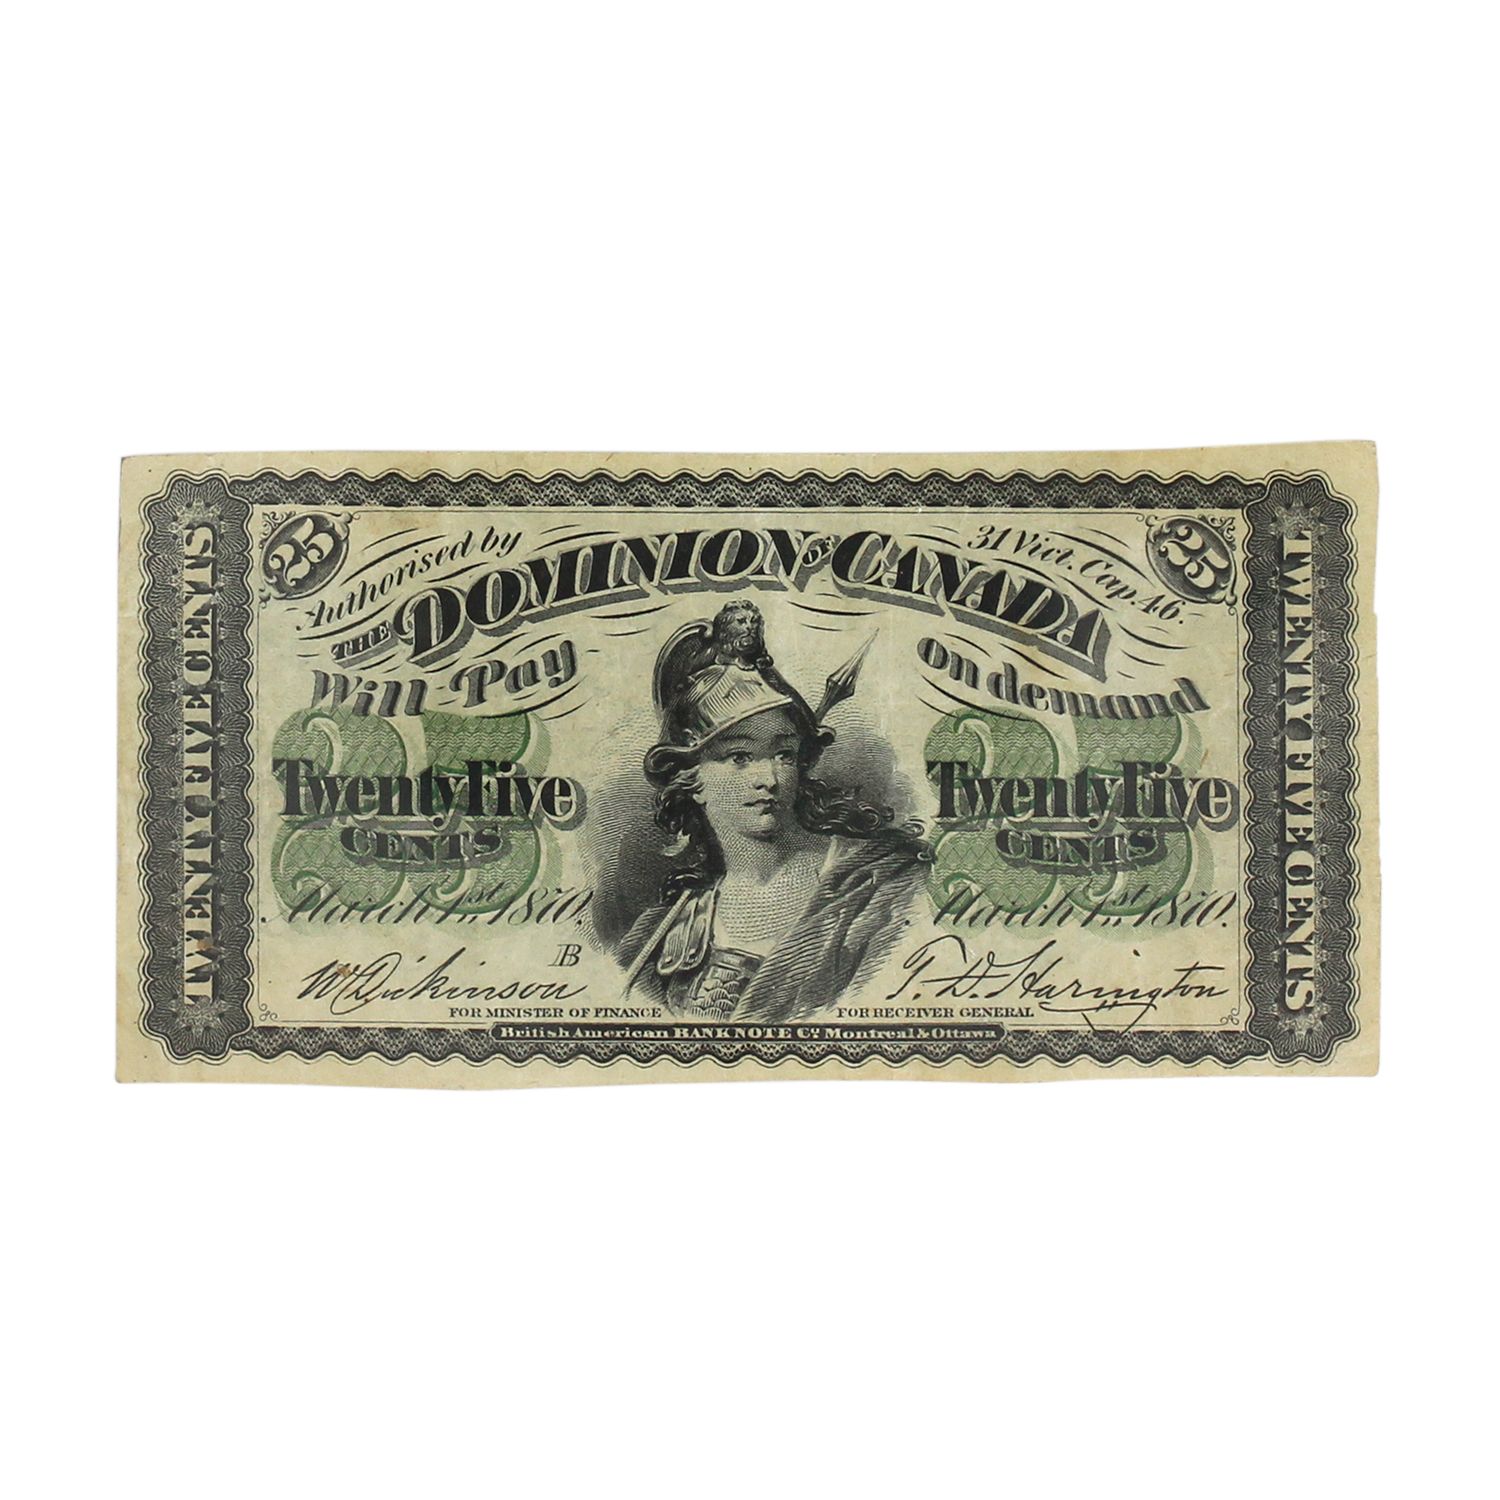 25
Authorised by
31 Vict. Cap 46.
25
THE DOMINION OF CANADA
Will Pay
on demand
25
25
Twenty Five
CENTS
Twenty Five
CENTS
March 1st, 1870.
March 1st, 1870.
B
W Dickinson
T. D. Harington
FOR MINISTER OF FINANCE
FOR RECEIVER GENERAL
British American BANK NOTE Co. Montreal & Ottawa
TWENTY FIVE CENTS
TWENTY FIVE CENTS